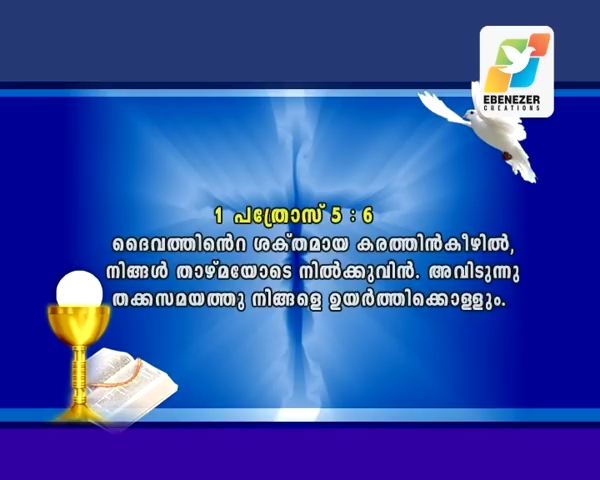 EBENEZER
CREATIONS
1 പത്രോസ് 5 : 6
ദൈവത്തിൻെറ ശക്തമായ കരത്തിൻകീഴിൽ,
നിങ്ങൾ താഴ്മയോടെ നിൽക്കുവിൻ. അവിടുന്നു
തക്കസമയത്തു നിങ്ങളെ ഉയർത്തിക്കൊള്ളും.